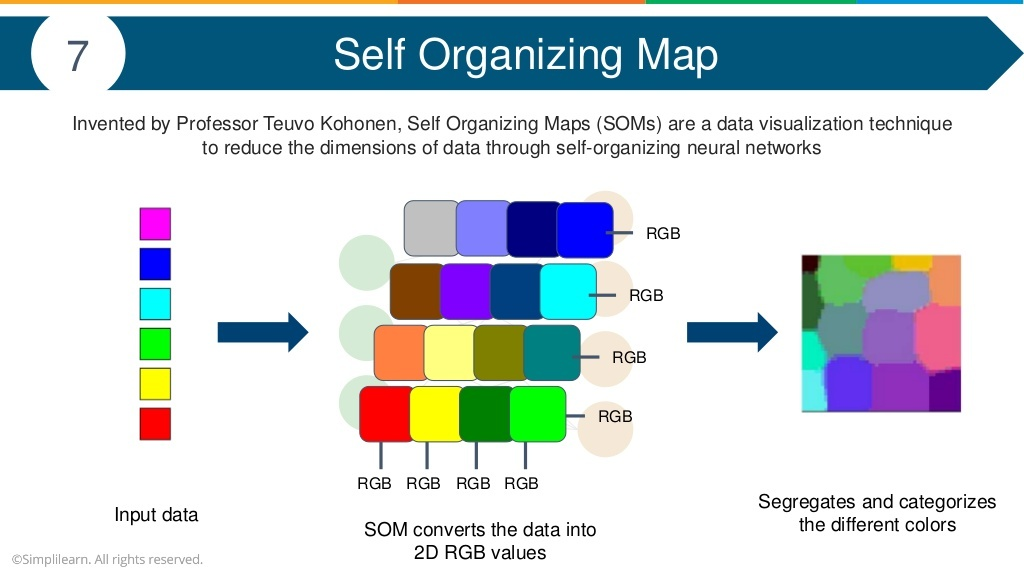 7
Self Organizing Map
Invented by Professor Teuvo Kohonen, Self Organizing Maps (SOMs) are a data visualization technique
to reduce the dimensions of data through self-organizing neural networks
RGB
RGB
RGB
RGB
RGB RGB RGB RGB
Input data
SOM converts the data into
2D RGB values
Segregates and categorizes
the different colors
©Simplilearn. All rights reserved.